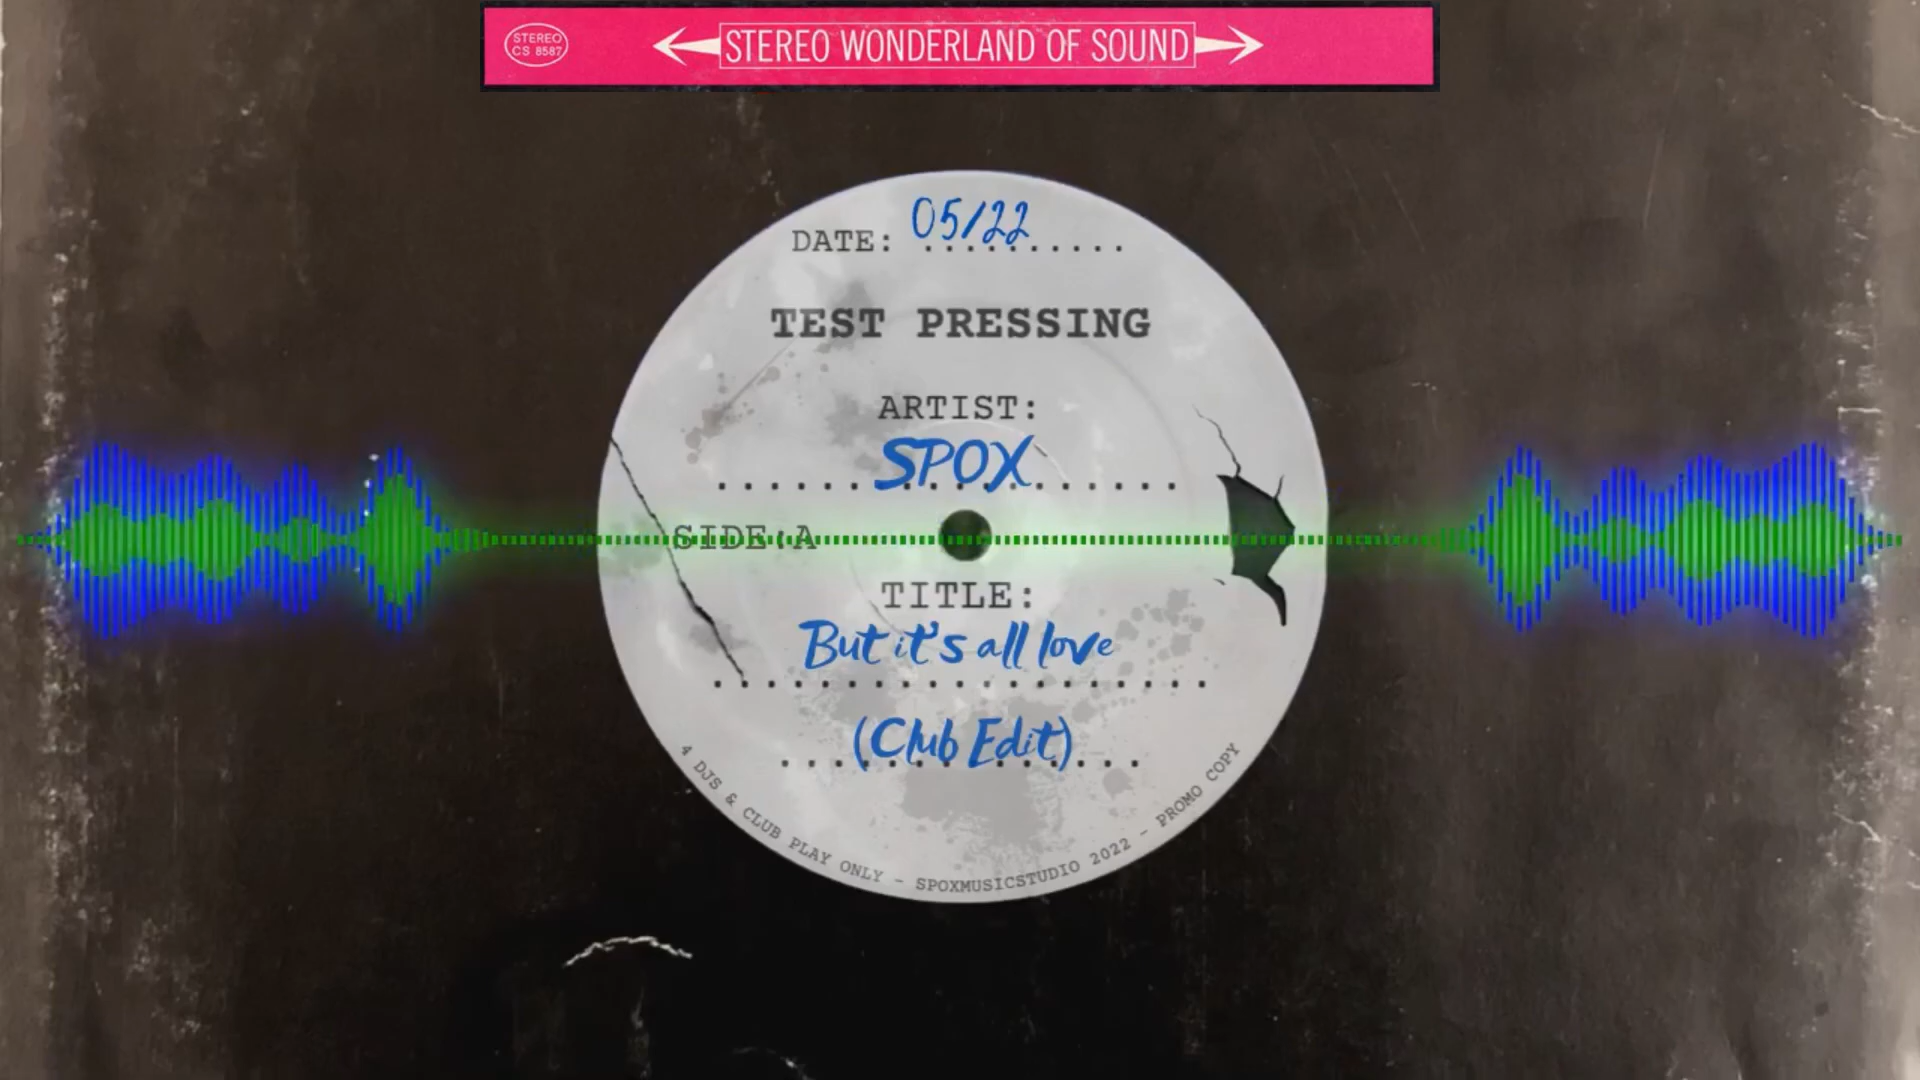 STEREO
CS 8587
STEREO WONDERLAND OF SOUND
DATE: 05/22
TEST PRESSING
ARTIST:
SPOX
SIDE:A
TITLE:
But it's all love
(Club Edit)
4 DJS & CLUB PLAY ONLY - SPOXMUSICSTUDIO 2022 - PROMO COPY